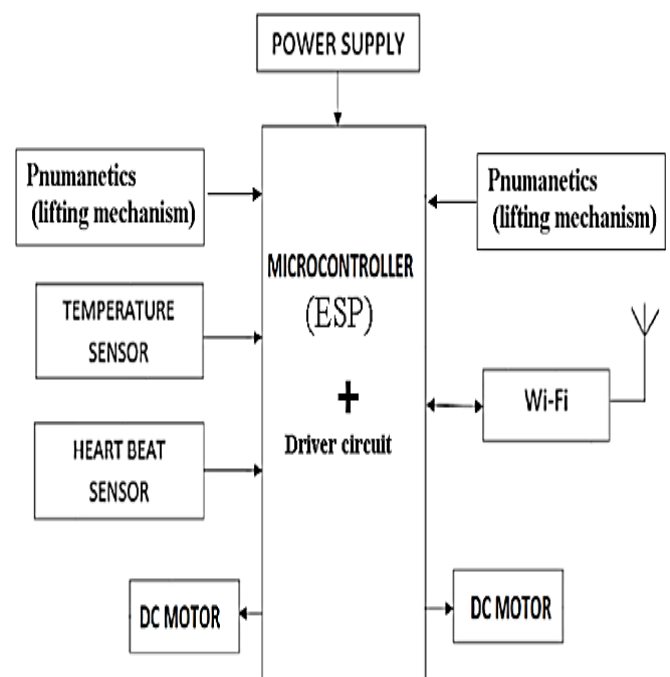 POWER SUPPLY
Pnumanetics
(lifting mechanism)
Pnumanetics
(lifting mechanism)
MICROCONTROLLER
(ESP)
+
Driver circuit
TEMPERATURE
SENSOR
Wi-Fi
HEART BEAT
SENSOR
DC MOTOR
DC MOTOR